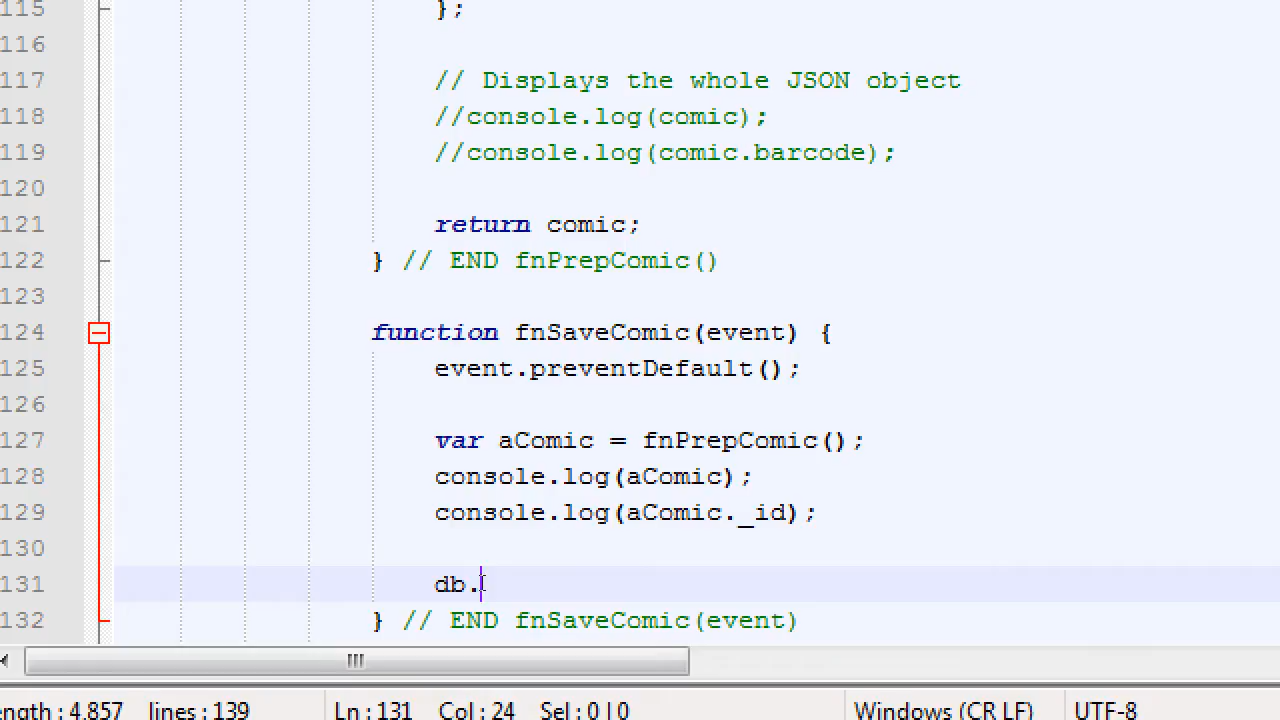 115 };
116
117 // Displays the whole JSON object
118 //console.log(comic);
119 //console.log(comic.barcode);
120
121 return comic;
122 } // END fnPrepComic()
123
124 function fnSaveComic(event) {
125 event.preventDefault();
126
127 var aComic = fnPrepComic();
128 console.log(aComic);
129 console.log(aComic._id);
130
131 db.
132 } // END fnSaveComic(event)
ength : 4,857 lines : 139 Ln : 131 Col : 24 Sel : 0 | 0 Windows (CR LF) UTF-8